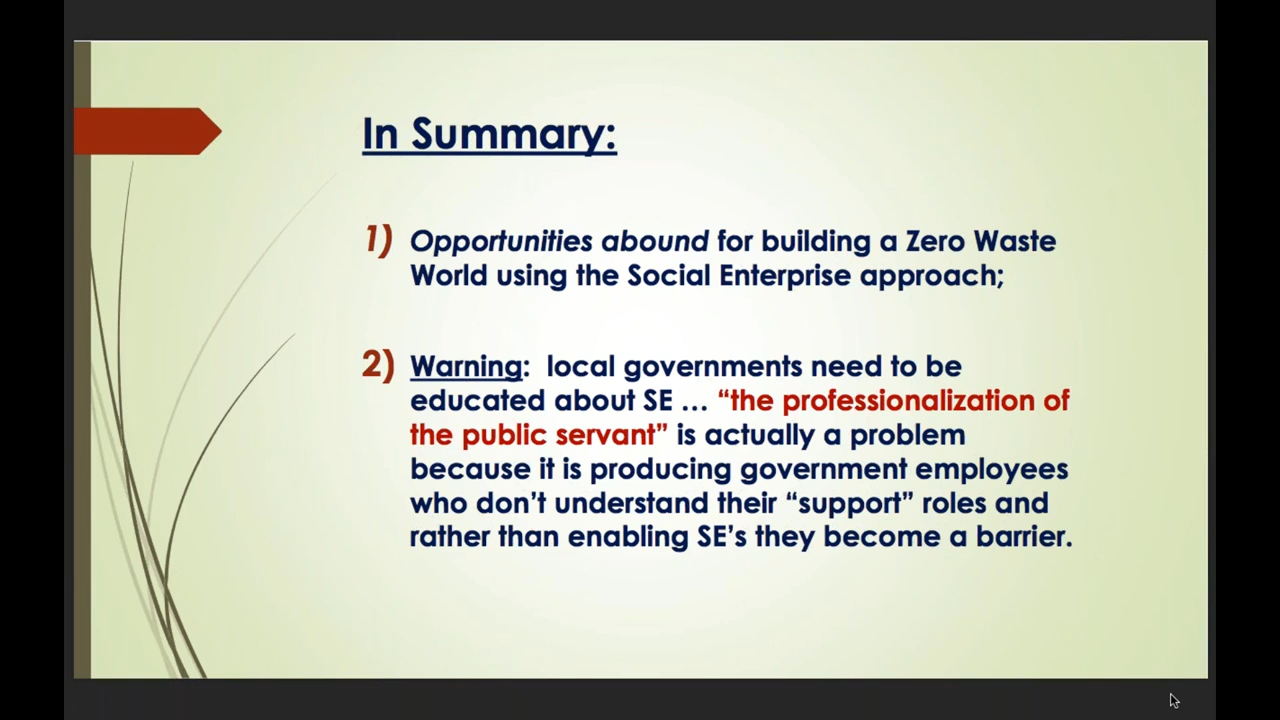 In Summary:
1) Opportunities abound for building a Zero Waste
World using the Social Enterprise approach;
2) Warning:  local governments need to be
educated about SE … “the professionalization of
the public servant” is actually a problem
because it is producing government employees
who don’t understand their “support” roles and
rather than enabling SE’s they become a barrier.